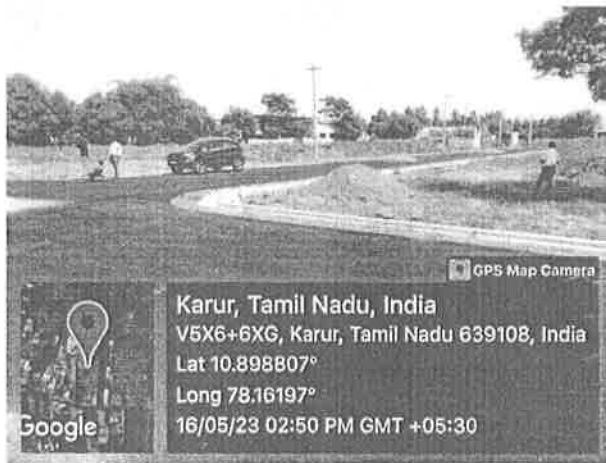 GPS Map Camera
Karur, Tamil Nadu, India
V5X6+6XG, Karur, Tamil Nadu 639108, India
Lat 10.898807°
Long 78.16197°
16/05/23 02:50 PM GMT +05:30
Google